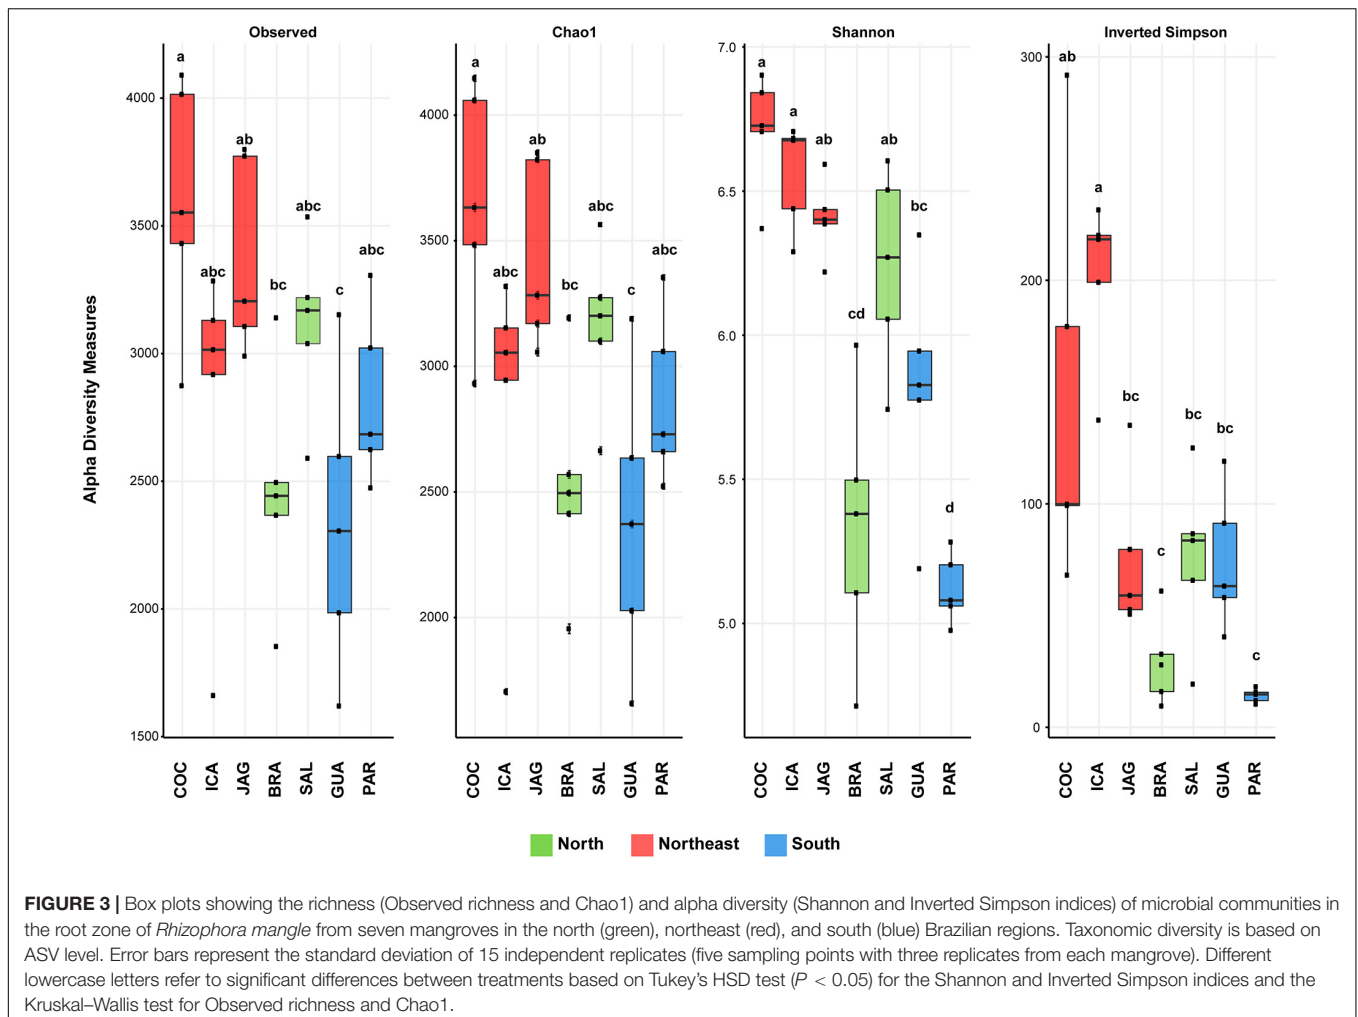 Observed
Chao1
Shannon
Inverted Simpson
Alpha Diversity Measures
4000
3500
3000
2500
2000
1500
a
abc
ab
bc
abc
c
abc
COC
ICA
JAG
BRA
SAL
GUA
PAR
4000
3500
3000
2500
2000
a
abc
ab
bc
abc
c
abc
COC
ICA
JAG
BRA
SAL
GUA
PAR
7.0
6.5
6.0
5.5
5.0
a
a
ab
cd
ab
bc
d
COC
ICA
JAG
BRA
SAL
GUA
PAR
300
200
100
0
ab
a
bc
c
bc
bc
c
COC
ICA
JAG
BRA
SAL
GUA
PAR
North
Northeast
South
FIGURE 3 | Box plots showing the richness (Observed richness and Chao1) and alpha diversity (Shannon and Inverted Simpson indices) of microbial communities in
the root zone of Rhizophora mangle from seven mangroves in the north (green), northeast (red), and south (blue) Brazilian regions. Taxonomic diversity is based on
ASV level. Error bars represent the standard deviation of 15 independent replicates (five sampling points with three replicates from each mangrove). Different
lowercase letters refer to significant differences between treatments based on Tukey's HSD test (P < 0.05) for the Shannon and Inverted Simpson indices and the
Kruskal–Wallis test for Observed richness and Chao1.